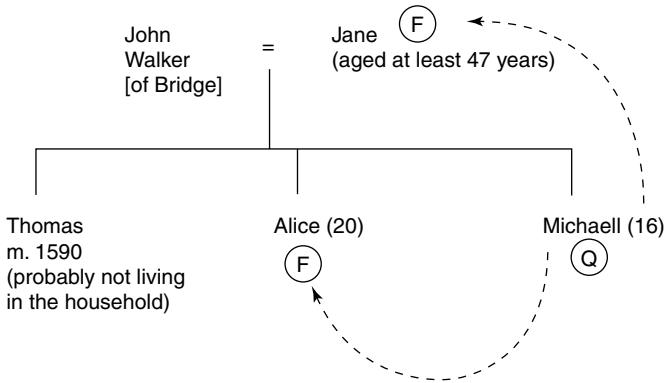 John
Walker
[of Bridge]
=
Jane
F
(aged at least 47 years)
Thomas
m. 1590
(probably not living
in the household)
Alice (20)
F
Michaell (16)
Q